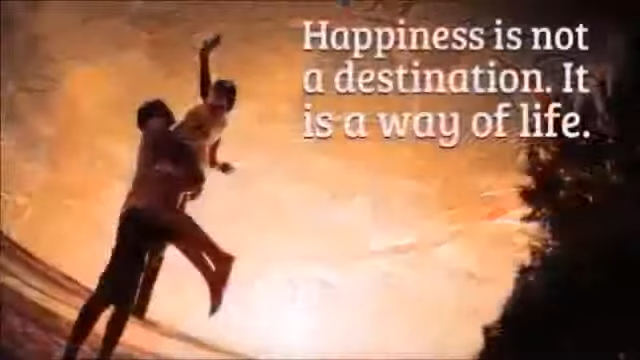 Happiness is not
a destination. It
is a way of life.